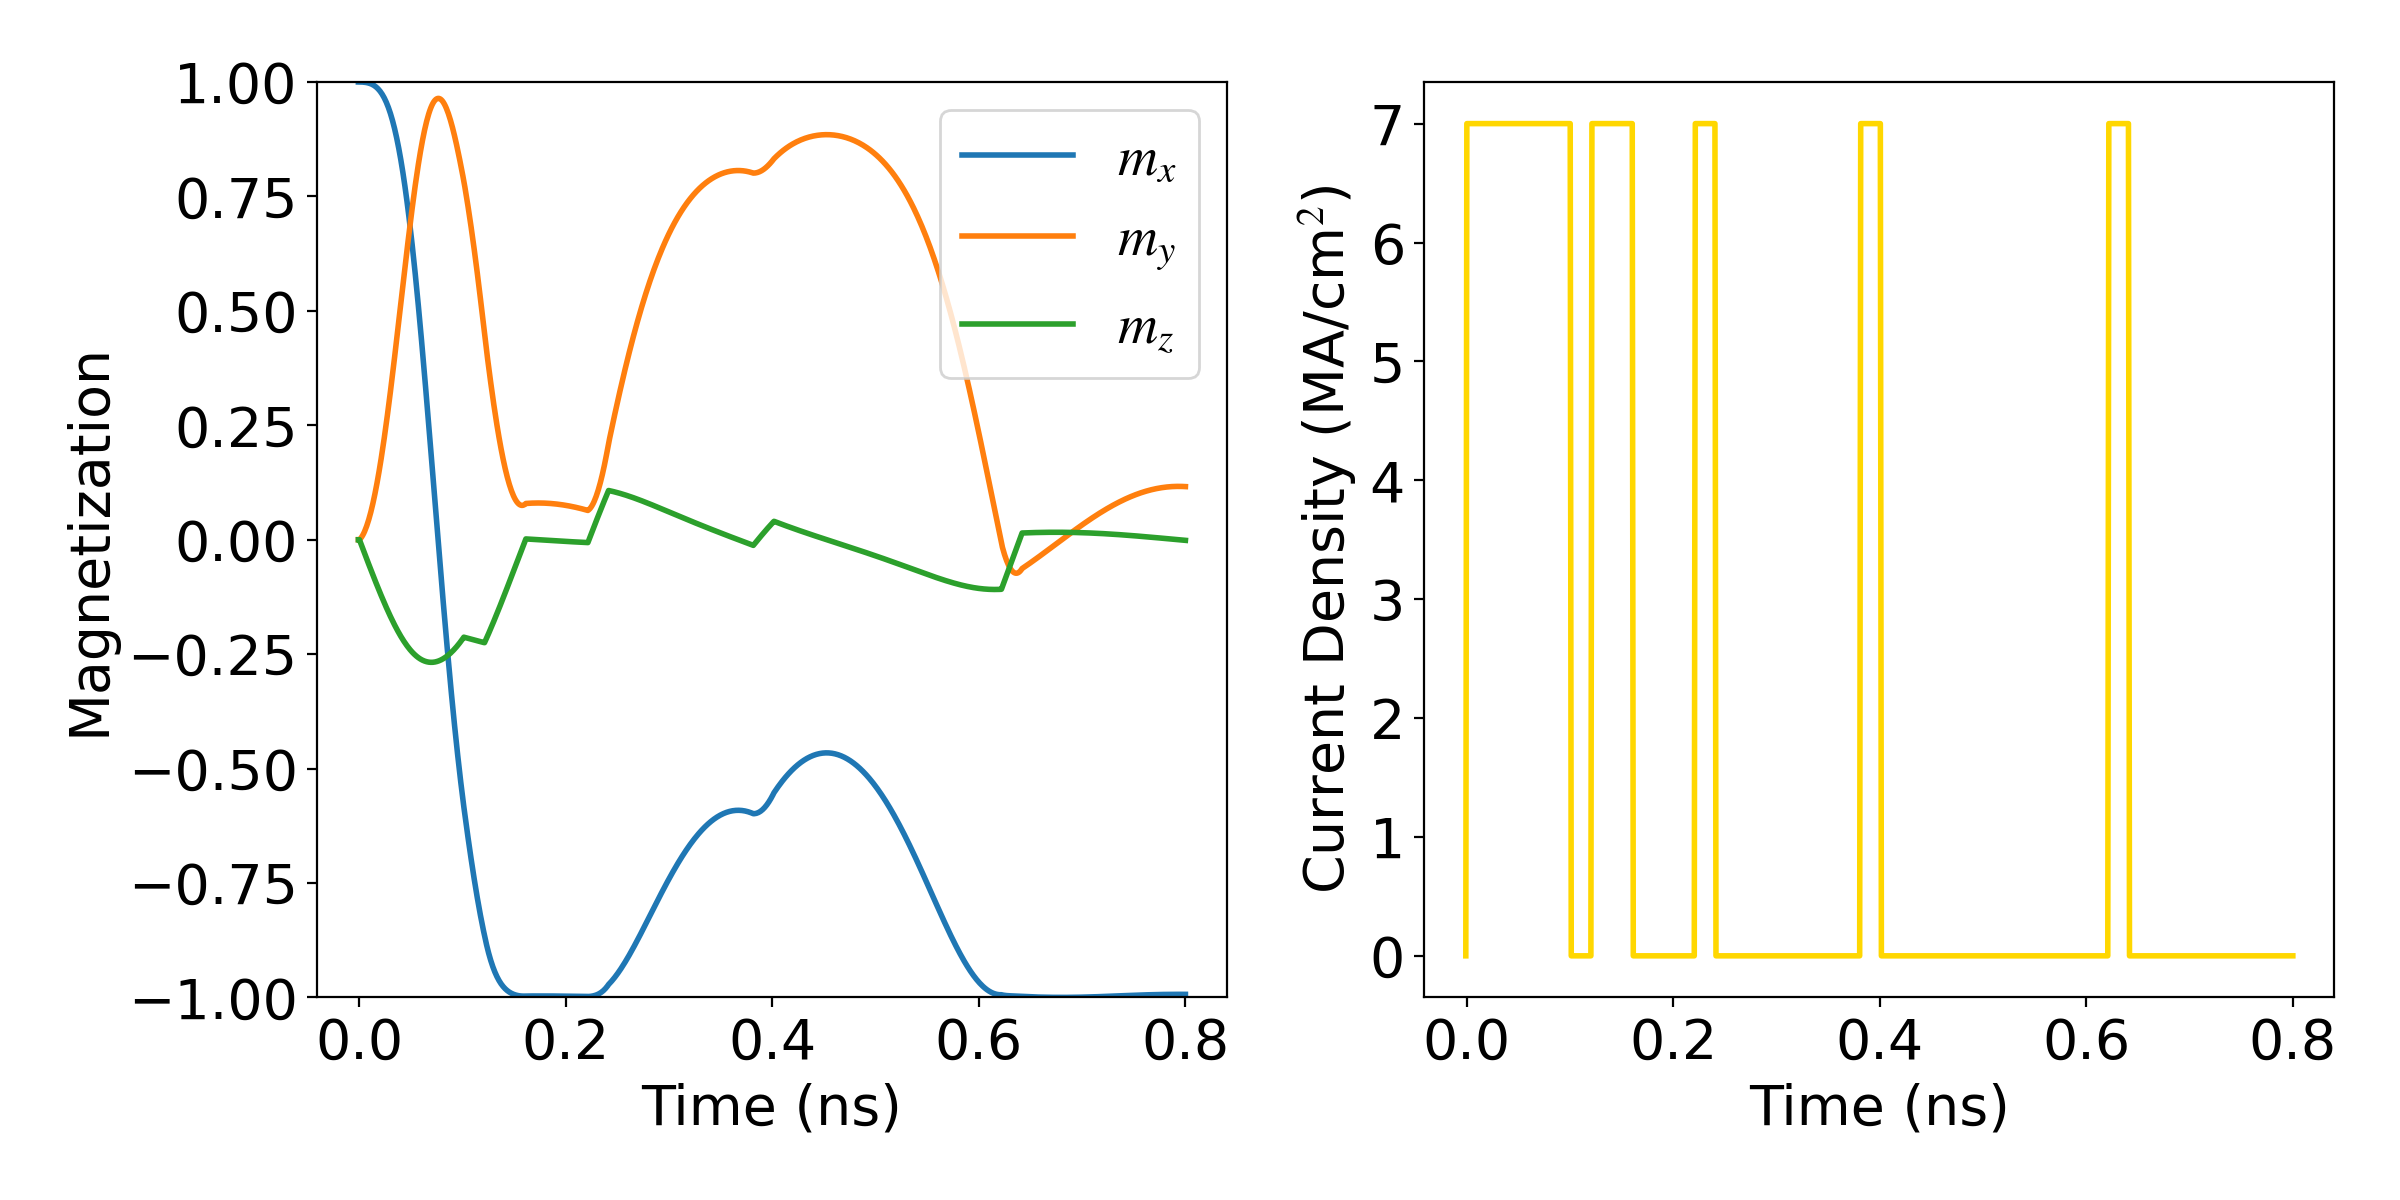 1.00
0.75
0.50
0.25
0.00
−0.25
−0.50
−0.75
−1.00
Magnetization
0.0 0.2 0.4 0.6 0.8
Time (ns)
m_x
m_y
m_z
7
6
5
4
3
2
1
0
Current Density (MA/cm²)
0.0 0.2 0.4 0.6 0.8
Time (ns)